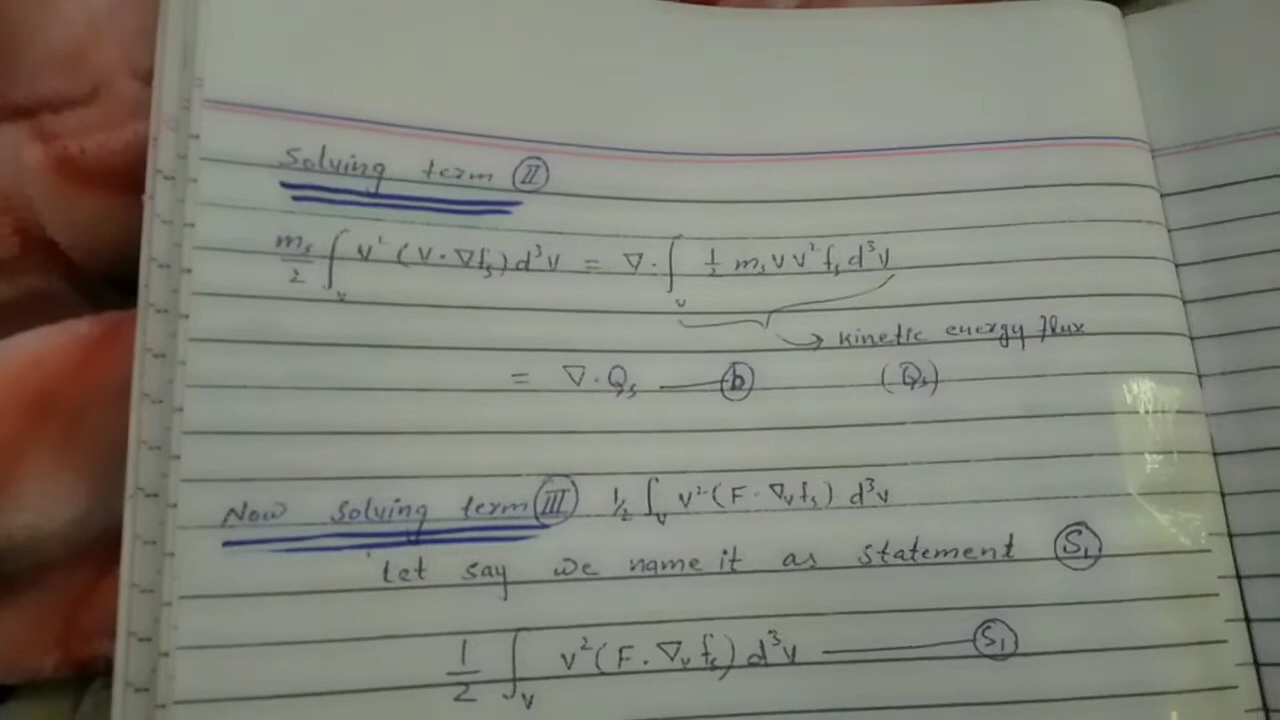 Solving term II
m_s/2 ∫_v v² (v · ∇f_s) d³v = ∇ · ∫_v ½ m_s v v² f_s d³v
→ kinetic energy flux
= ∇ · Q_s —— b (Q_s)
Now solving term III ½ ∫_v v² (F · ∇_v f_s) d³v
Let say we name it as statement S₁
1/2 ∫_v v² (F . ∇_v f_s) d³v —— S₁